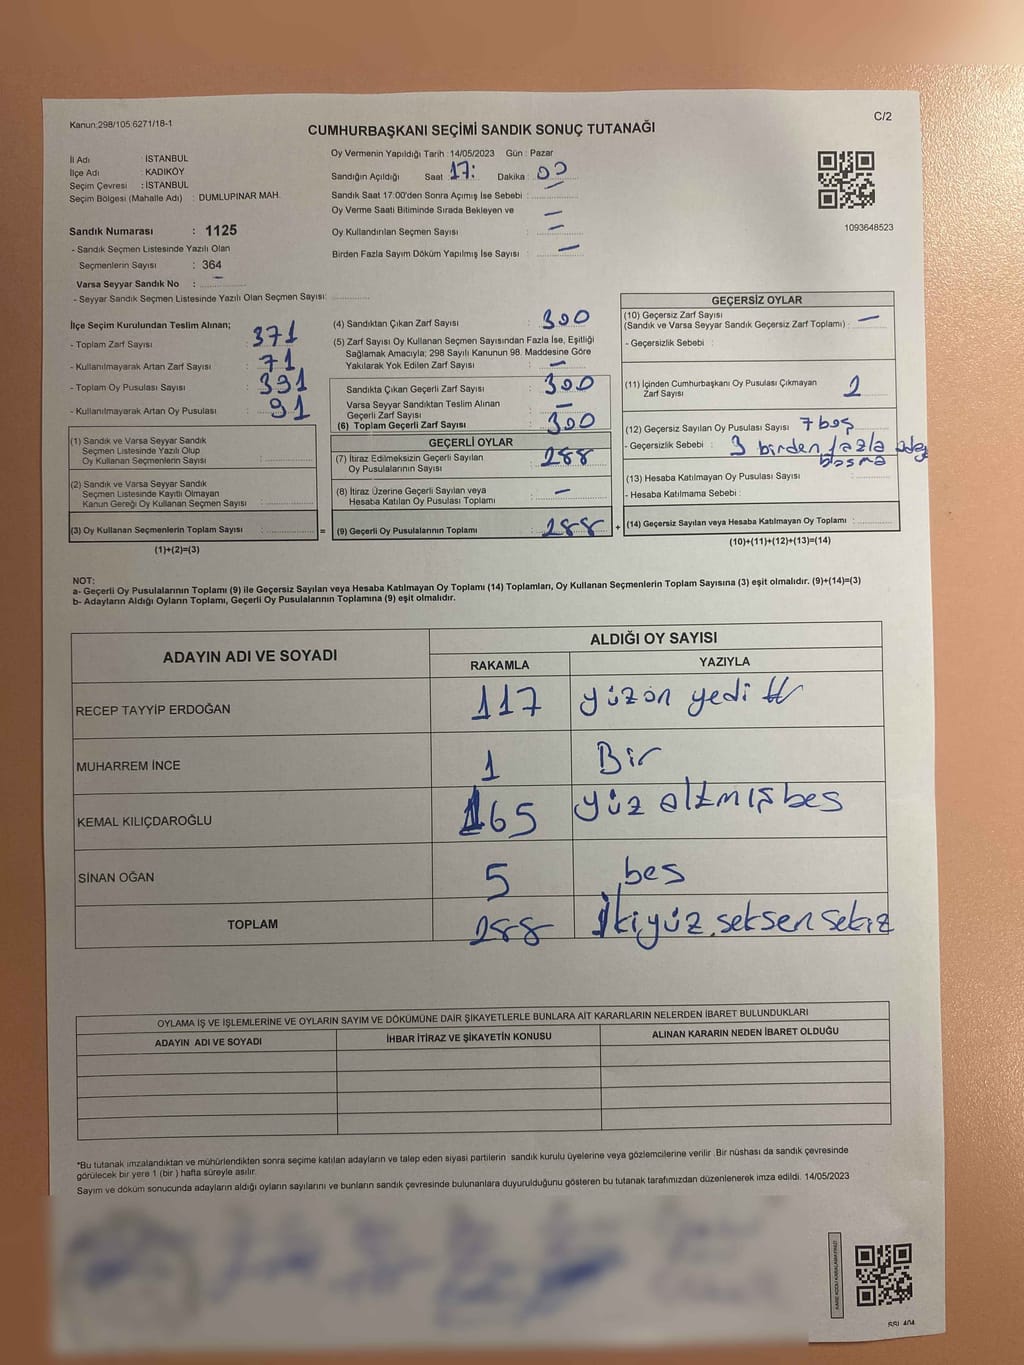 Kanun:298/105.6271/18-1
C/2
CUMHURBAŞKANI SEÇİMİ SANDIK SONUÇ TUTANAĞI
İl Adı : İSTANBUL
İlçe Adı : KADIKÖY
Seçim Çevresi : İSTANBUL
Seçim Bölgesi (Mahalle Adı) : DUMLUPINAR MAH.
Sandık Numarası : 1125
- Sandık Seçmen Listesinde Yazılı Olan
Seçmenlerin Sayısı : 364
Varsa Seyyar Sandık No : –
- Seyyar Sandık Seçmen Listesinde Yazılı Olan Seçmen Sayısı:
Oy Vermenin Yapıldığı Tarih : 14/05/2023 Gün : Pazar
Sandığın Açıldığı Saat 17: Dakika : 00
Sandık Saat 17:00'den Sonra Açımış İse Sebebi : –
Oy Verme Saati Bitiminde Sırada Bekleyen ve
Oy Kullandırılan Seçmen Sayısı : –
Birden Fazla Sayım Döküm Yapılmış İse Sayısı : –
1093648523
İlçe Seçim Kurulundan Teslim Alınan;
- Toplam Zarf Sayısı : 371
- Kullanılmayarak Artan Zarf Sayısı : 71
- Toplam Oy Pusulası Sayısı : 391
- Kullanılmayarak Artan Oy Pusulası : 91
(1) Sandık ve Varsa Seyyar Sandık
Seçmen Listesinde Yazılı Olup
Oy Kullanan Seçmenlerin Sayısı :
(2) Sandık ve Varsa Seyyar Sandık
Seçmen Listesinde Kayıtlı Olmayan
Kanun Gereği Oy Kullanan Seçmen Sayısı :
(3) Oy Kullanan Seçmenlerin Toplam Sayısı :
(1)+(2)=(3)
=
(4) Sandıktan Çıkan Zarf Sayısı : 300
(5) Zarf Sayısı Oy Kullanan Seçmen Sayısından Fazla İse, Eşitliği
Sağlamak Amacıyla; 298 Sayılı Kanunun 98. Maddesine Göre
Yakılarak Yok Edilen Zarf Sayısı : –
Sandıkta Çıkan Geçerli Zarf Sayısı : 300
Varsa Seyyar Sandıktan Teslim Alınan
Geçerli Zarf Sayısı : –
(6) Toplam Geçerli Zarf Sayısı : 300
GEÇERLİ OYLAR
(7) İtiraz Edilmeksizin Geçerli Sayılan
Oy Pusulalarının Sayısı : 288
(8) İtiraz Üzerine Geçerli Sayılan veya
Hesaba Katılan Oy Pusulası Toplamı : –
(9) Geçerli Oy Pusulalarının Toplamı : 288
+
GEÇERSİZ OYLAR
(10) Geçersiz Zarf Sayısı
(Sandık ve Varsa Seyyar Sandık Geçersiz Zarf Toplamı) : –
- Geçersizlik Sebebi :
(11) İçinden Cumhurbaşkanı Oy Pusulası Çıkmayan
Zarf Sayısı : 2
(12) Geçersiz Sayılan Oy Pusulası Sayısı : 7 boş
- Geçersizlik Sebebi : 3 birden fazla
basma
(13) Hesaba Katılmayan Oy Pusulası Sayısı :
- Hesaba Katılmama Sebebi :
(14) Geçersiz Sayılan veya Hesaba Katılmayan Oy Toplamı :
(10)+(11)+(12)+(13)=(14)
NOT:
a- Geçerli Oy Pusulalarının Toplamı (9) ile Geçersiz Sayılan veya Hesaba Katılmayan Oy Toplamı (14) Toplamları, Oy Kullanan Seçmenlerin Toplam Sayısına (3) eşit olmalıdır. (9)+(14)=(3)
b- Adayların Aldığı Oyların Toplamı, Geçerli Oy Pusulalarının Toplamına (9) eşit olmalıdır.
ADAYIN ADI VE SOYADI
ALDIĞI OY SAYISI
RAKAMLA YAZIYLA
RECEP TAYYİP ERDOĞAN 117 yüzon yedi
MUHARREM İNCE 1 Bir
KEMAL KILIÇDAROĞLU 165 yüz altmış beş
SİNAN OĞAN 5 beş
TOPLAM 288 İkiyüz seksen sekiz
OYLAMA İŞ VE İŞLEMLERİNE VE OYLARIN SAYIM VE DÖKÜMÜNE DAİR ŞİKAYETLERLE BUNLARA AİT KARARLARIN NELERDEN İBARET BULUNDUKLARI
ADAYIN ADI VE SOYADI İHBAR İTİRAZ VE ŞİKAYETİN KONUSU ALINAN KARARIN NEDEN İBARET OLDUĞU
*Bu tutanak imzalandıktan ve mühürlendikten sonra seçime katılan adayların ve talep eden siyasi partilerin sandık kurulu üyelerine veya gözlemcilerine verilir .Bir nüshası da sandık çevresinde
görülecek bir yere 1 (bir ) hafta süreyle asılır.
Sayım ve döküm sonucunda adayların aldığı oyların sayılarını ve bunların sandık çevresinde bulunanlara duyurulduğunu gösteren bu tutanak tarafımızdan düzenlenerek imza edildi. 14/05/2023